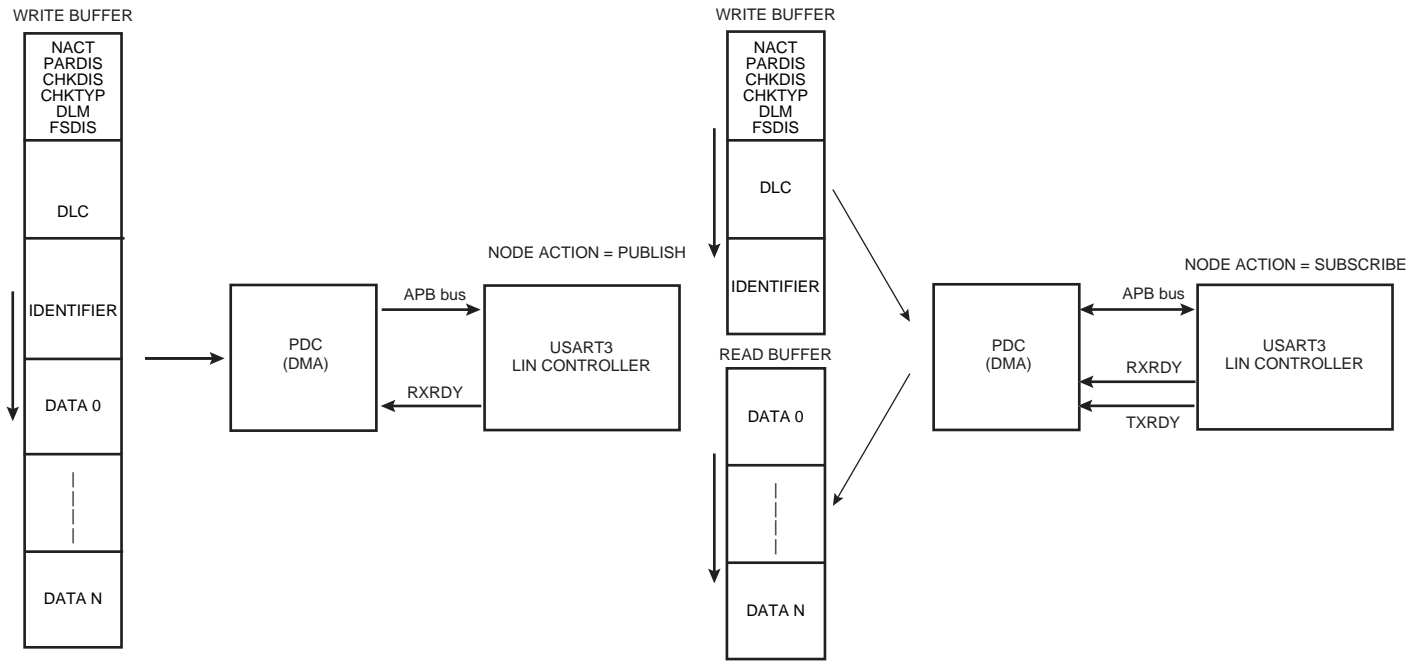 WRITE BUFFER
NACT
PARDIS
CHKDIS
CHKTYP
DLM
FSDIS
DLC
IDENTIFIER
DATA 0
DATA N
NODE ACTION = PUBLISH
PDC
(DMA)
APB bus
RXRDY
USART3
LIN CONTROLLER
WRITE BUFFER
NACT
PARDIS
CHKDIS
CHKTYP
DLM
FSDIS
DLC
IDENTIFIER
READ BUFFER
DATA 0
DATA N
NODE ACTION = SUBSCRIBE
PDC
(DMA)
APB bus
RXRDY
TXRDY
USART3
LIN CONTROLLER